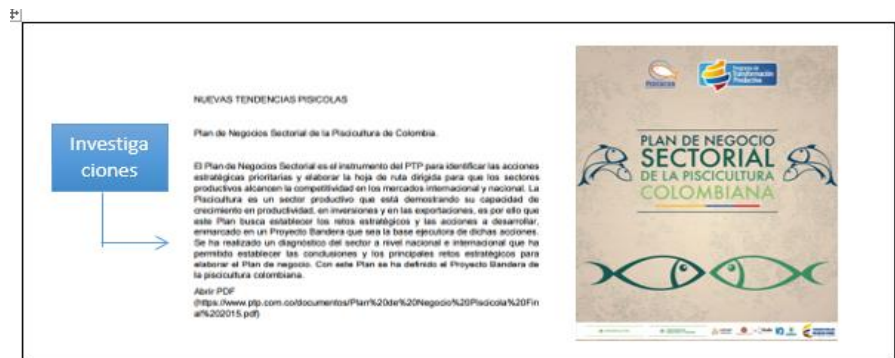 Investiga
ciones
NUEVAS TENDENCIAS PISICOLAS
Plan de Negocios Sectorial de la Piscicultura de Colombia.
El Plan de Negocios Sectorial es el instrumento del PTP para identificar las acciones
estratégicas prioritarias y elaborar la hoja de ruta dirigida para que los sectores
productivos alcancen la competitividad en los mercados internacional y nacional. La
Piscicultura es un sector productivo que está demostrando su capacidad de
crecimiento en productividad, en inversiones y en las exportaciones, es por ello que
este Plan busca establecer los retos estratégicos y las acciones a desarrollar,
enmarcado en un Proyecto Bandera que sea la base ejecutora de dichas acciones.
Se ha realizado un diagnóstico del sector a nivel nacional e internacional que ha
permitido establecer las conclusiones y los principales retos estratégicos para
elaborar el Plan de negocio. Con este Plan se ha definido el Proyecto Bandera de
la piscicultura colombiana.
Abrir PDF
(https://www.ptp.com.co/documentos/Plan%20de%20Negocio%20Piscicola%20Fin
al%202015.pdf)
Transformación
Productiva
PLAN DE NEGOCIO
SECTORIAL
DE LA PISCICULTURA
COLOMBIANA